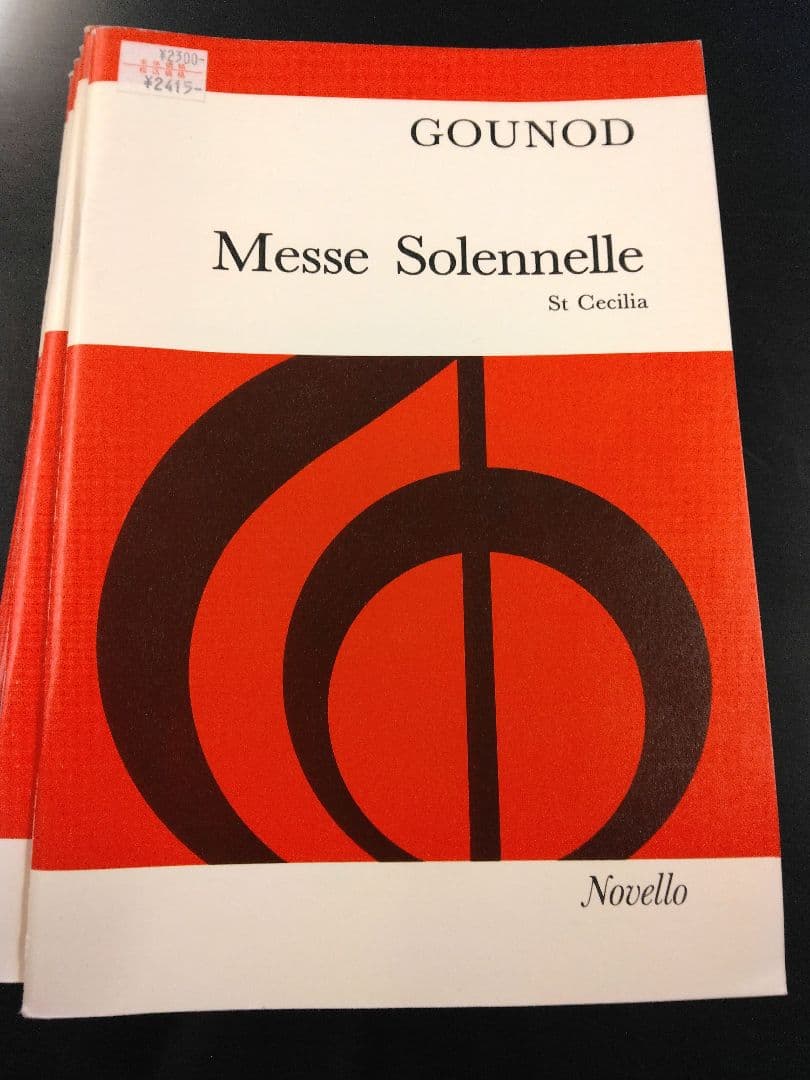 ¥2300-
¥2415-
GOUNOD
Messe Solennelle
St Cecilia
Novello